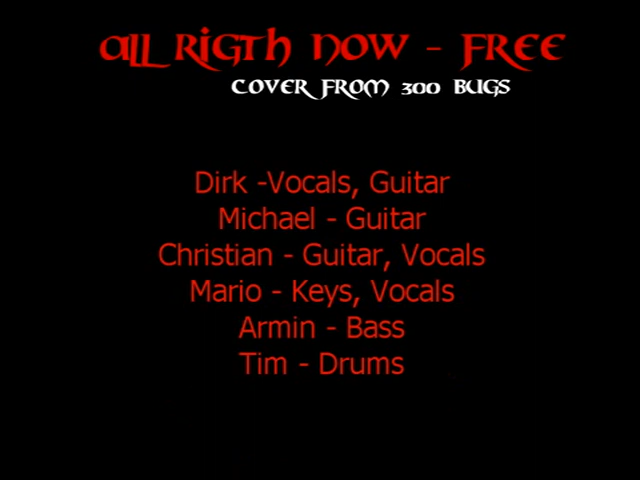 ALL RIGTH NOW - FREE
COVER FROM 300 BUGS
Dirk -Vocals, Guitar
Michael - Guitar
Christian - Guitar, Vocals
Mario - Keys, Vocals
Armin - Bass
Tim - Drums